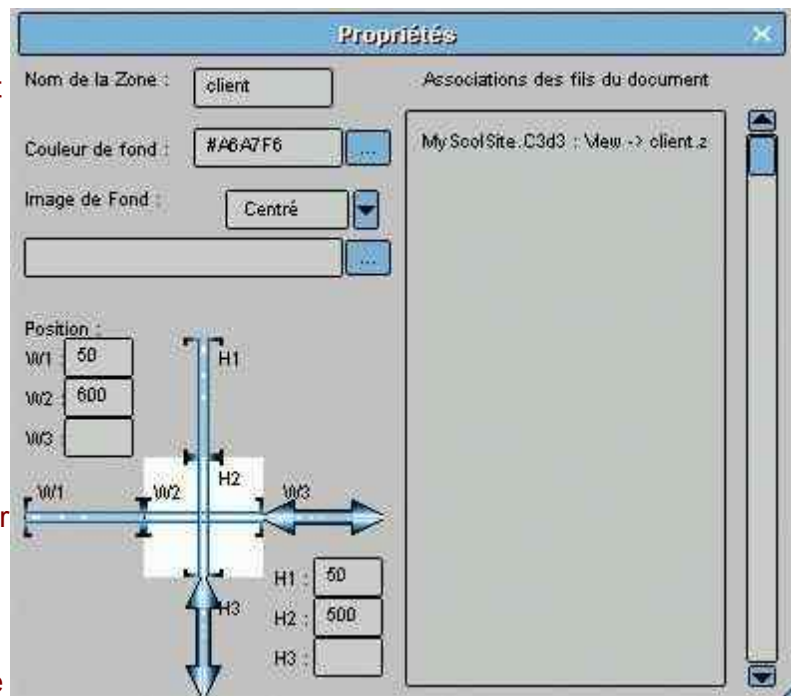 Propriétés
Nom de la Zone :
client
Couleur de fond :
#A6A7F6
...
Image de Fond :
Centré
...
Position :
W1 : 50
W2 : 600
W3 :
H1
H2
H3
W1
W2
W3
H1 : 50
H2 : 500
H3 :
Associations des fils du document
MyScolSite.C3d3 : View -> client.z
r
e